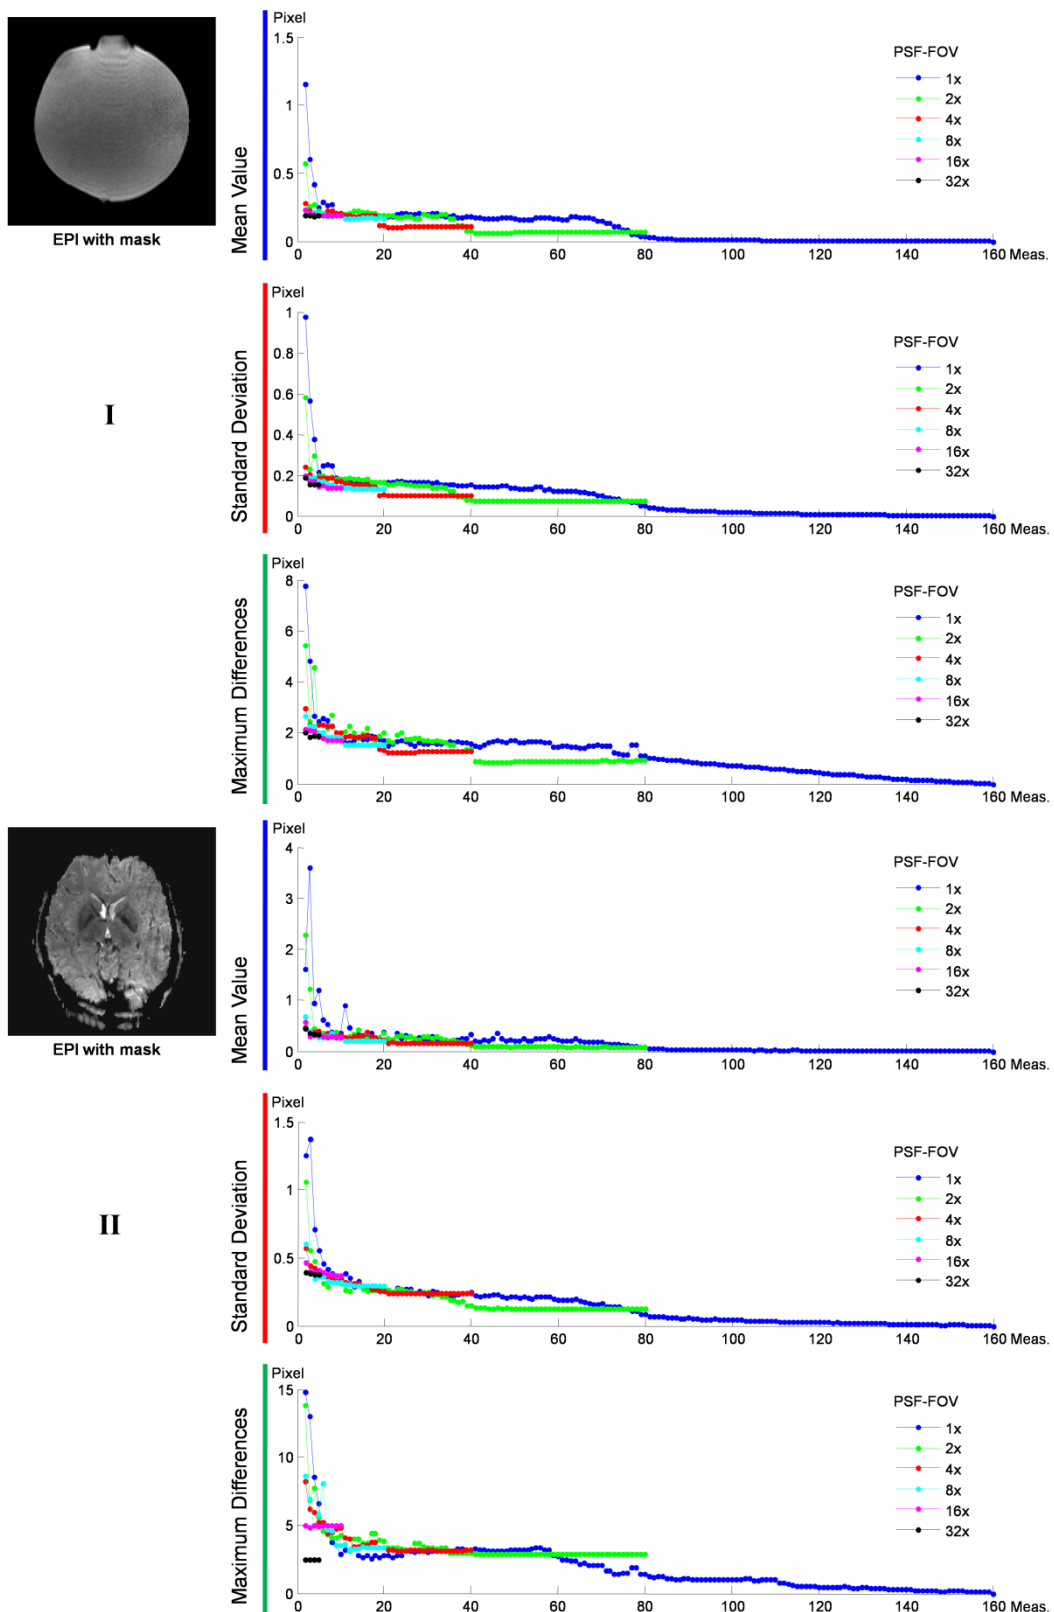 Pixel
1.5
1
0.5
0
Mean Value
0 20 40 60 80 100 120 140 160 Meas.
PSF-FOV
1x
2x
4x
8x
16x
32x
EPI with mask
I
Pixel
1
0.8
0.6
0.4
0.2
0
Standard Deviation
0 20 40 60 80 100 120 140 160 Meas.
PSF-FOV
1x
2x
4x
8x
16x
32x
Pixel
8
6
4
2
0
Maximum Differences
0 20 40 60 80 100 120 140 160 Meas.
PSF-FOV
1x
2x
4x
8x
16x
32x
Pixel
4
3
2
1
0
Mean Value
0 20 40 60 80 100 120 140 160 Meas.
PSF-FOV
1x
2x
4x
8x
16x
32x
EPI with mask
II
Pixel
1.5
1
0.5
0
Standard Deviation
0 20 40 60 80 100 120 140 160 Meas.
PSF-FOV
1x
2x
4x
8x
16x
32x
Pixel
15
10
5
0
Maximum Differences
0 20 40 60 80 100 120 140 160 Meas.
PSF-FOV
1x
2x
4x
8x
16x
32x